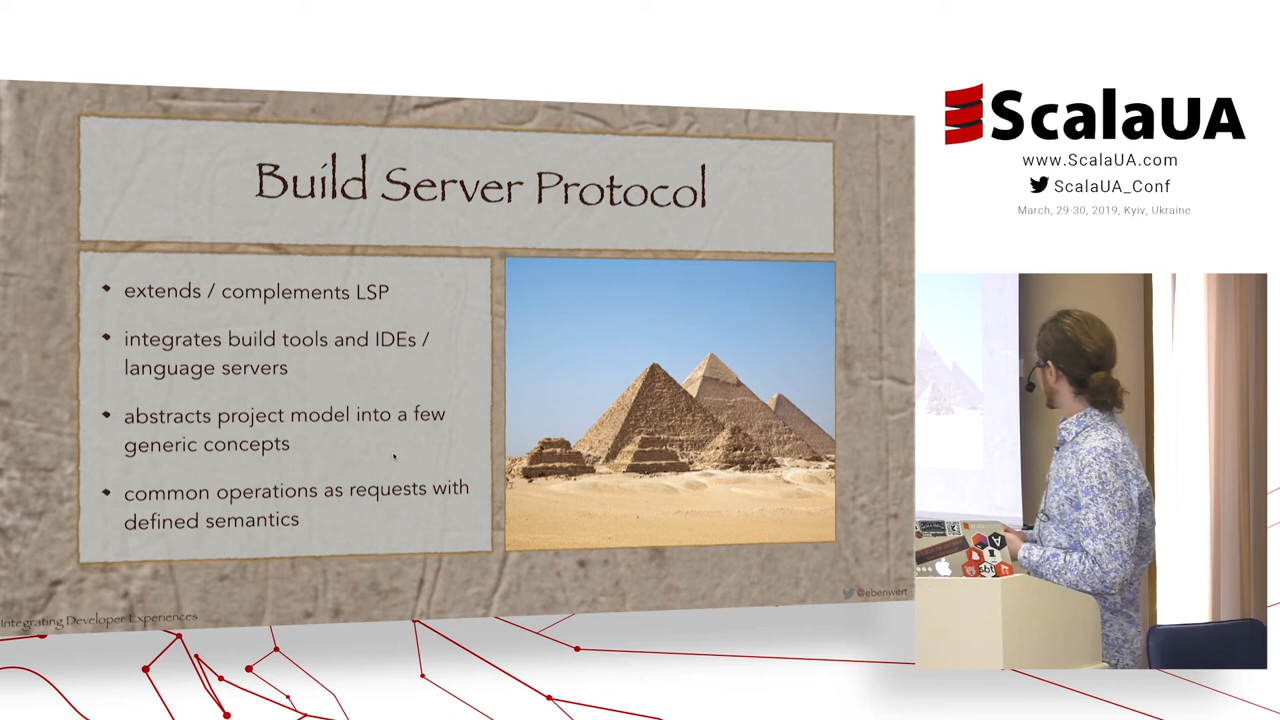 Build Server Protocol
extends / complements LSP
integrates build tools and IDEs /
language servers
abstracts project model into a few
generic concepts
common operations as requests with
defined semantics
Integrating Developer Experiences
@ebenwert
ScalaUA
www.ScalaUA.com
ScalaUA_Conf
March, 29-30, 2019, Kyiv, Ukraine
sbt